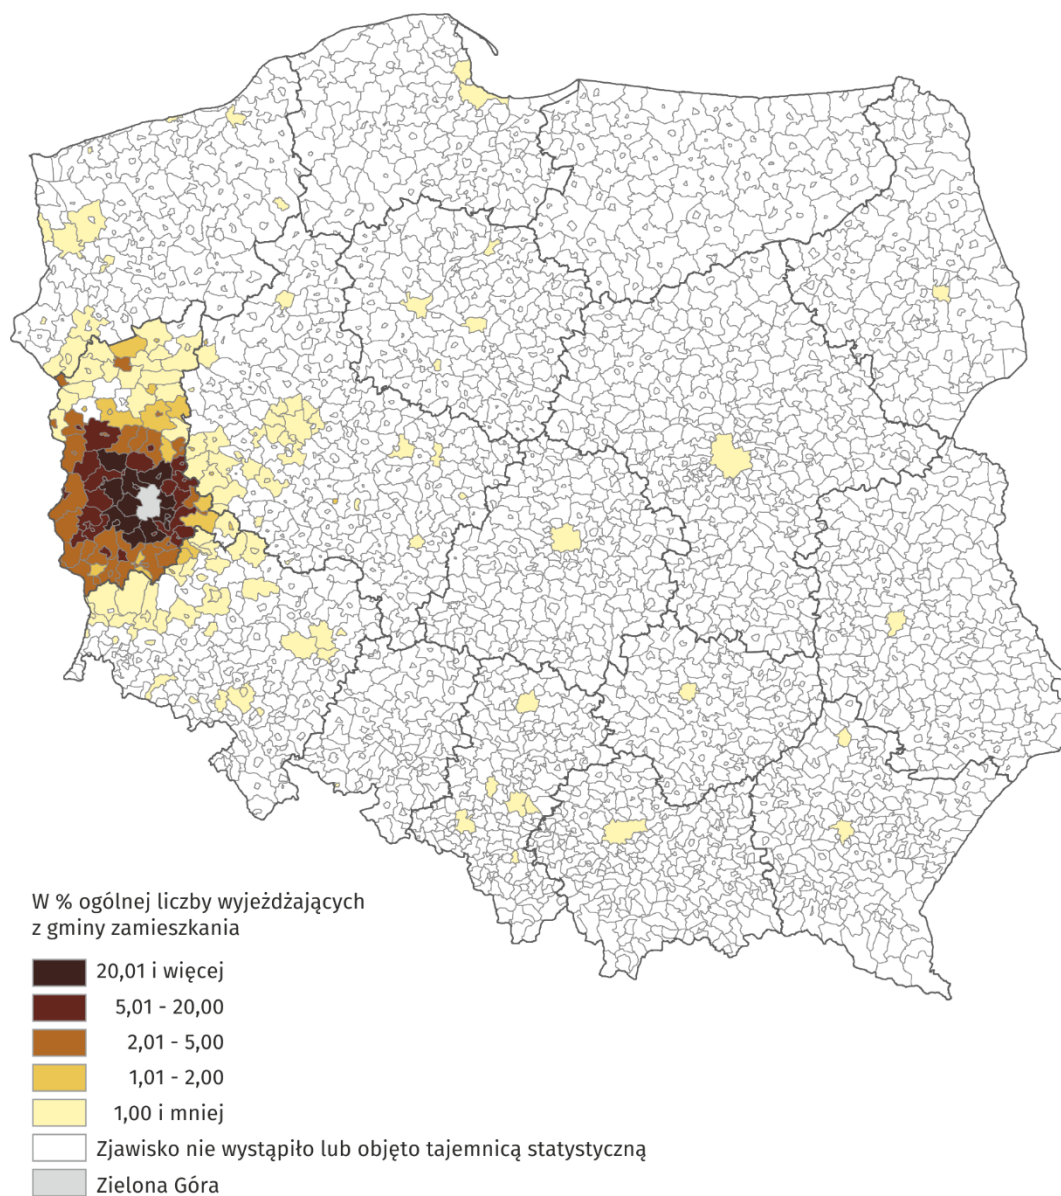 W % ogólnej liczby wyjeżdżających
z gminy zamieszkania
20,01 i więcej
5,01 - 20,00
2,01 - 5,00
1,01 - 2,00
1,00 i mniej
Zjawisko nie wystąpiło lub objęto tajemnicą statystyczną
Zielona Góra